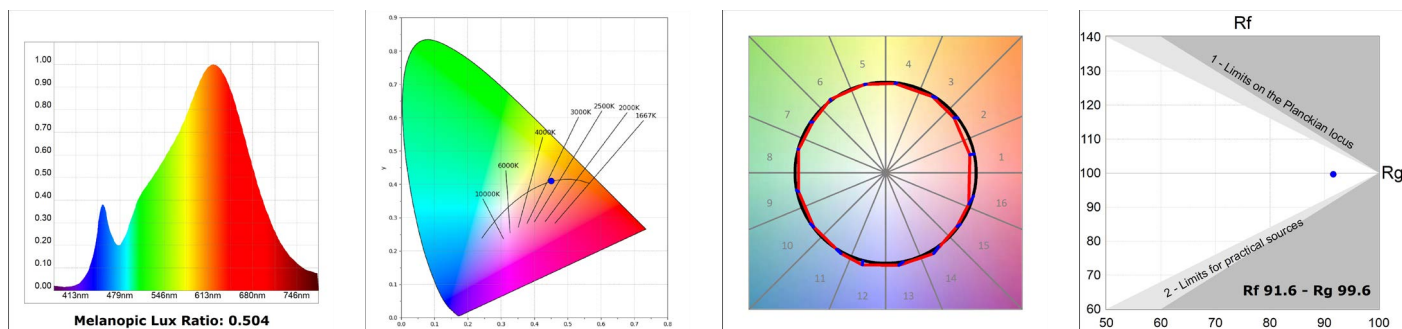 1.00
0.90
0.80
0.70
0.60
0.50
0.40
0.30
0.20
0.10
0.00
413nm 479nm 546nm 613nm 680nm 746nm
Melanopic Lux Ratio: 0.504
0.9
0.8
0.7
0.6
0.5
0.4
0.3
0.2
0.1
0.0
y
0.0 0.1 0.2 0.3 0.4 0.5 0.6 0.7 0.8
10000K
6000K
4000K
3000K
2500K
2000K
1667K
1
2
3
4
5
6
7
8
9
10
11
12
13
14
15
16
Rf
140
130
120
110
100
90
80
70
60
50 60 70 80 90 100
Rg
1 - Limits on the Planckian locus
2 - Limits for practical sources
Rf 91.6 - Rg 99.6